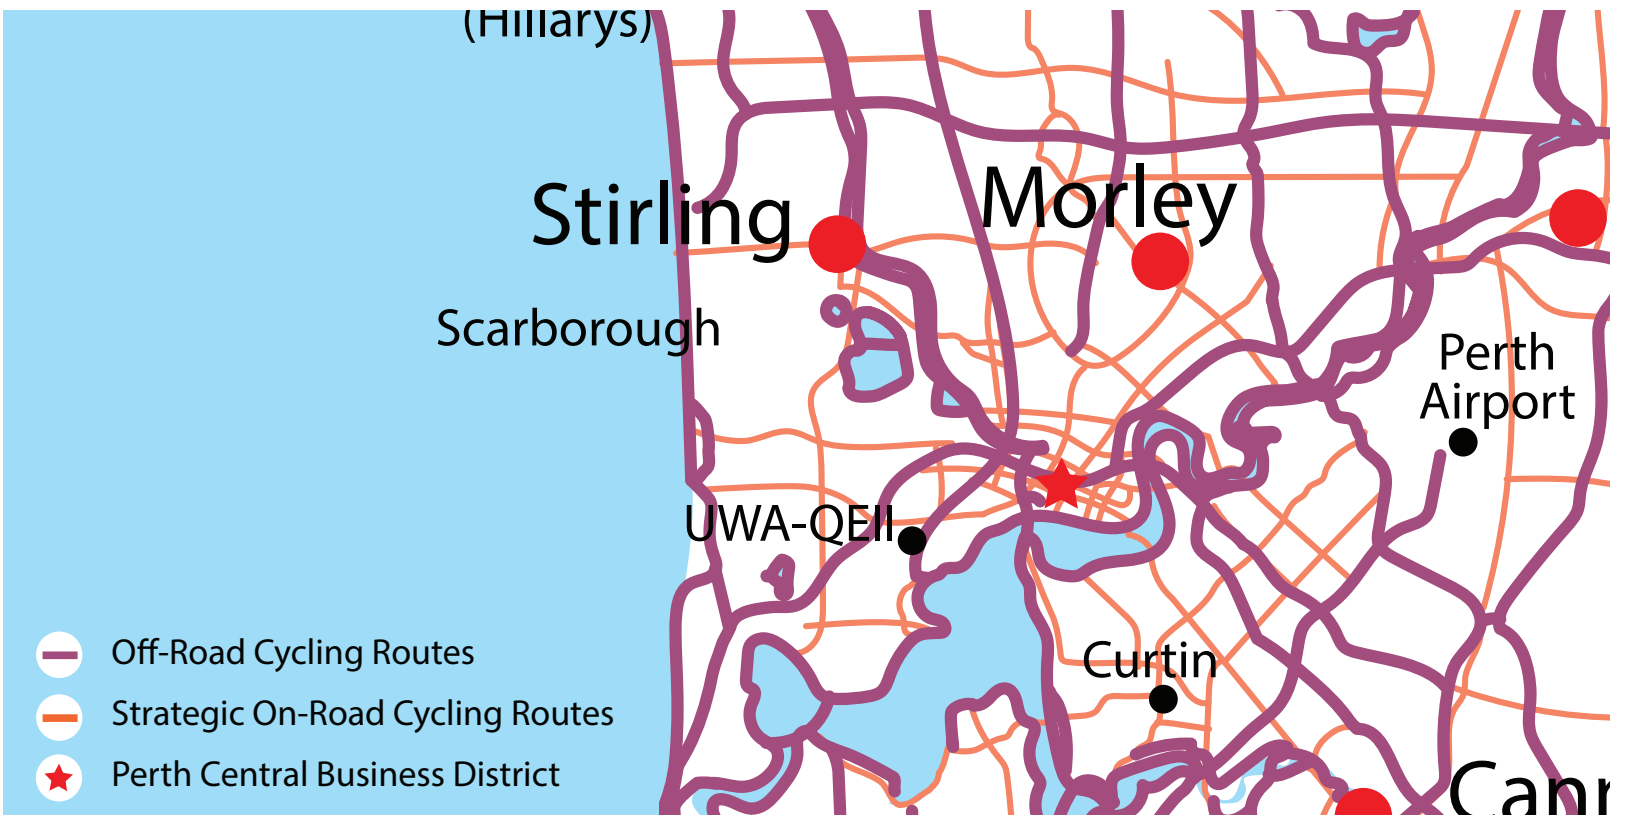 (Hillarys)
Stirling
Morley
Scarborough
Perth
Airport
UWA-QEII
Curtin
Off-Road Cycling Routes
Strategic On-Road Cycling Routes
Perth Central Business District